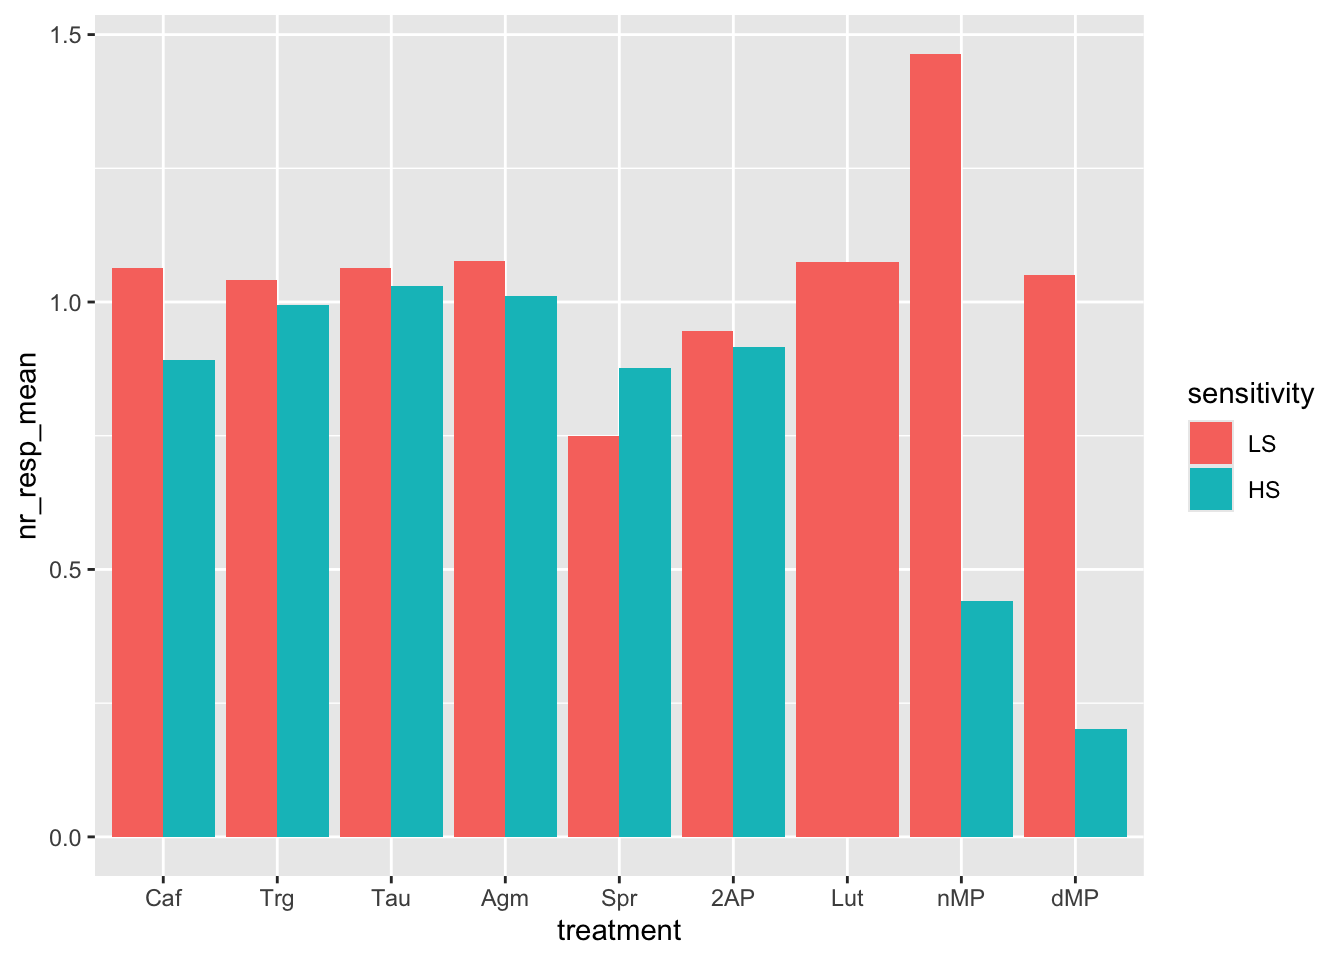 1.5
1.0
0.5
0.0
nr_resp_mean
Caf Trg Tau Agm Spr 2AP Lut nMP dMP
treatment
sensitivity
LS
HS